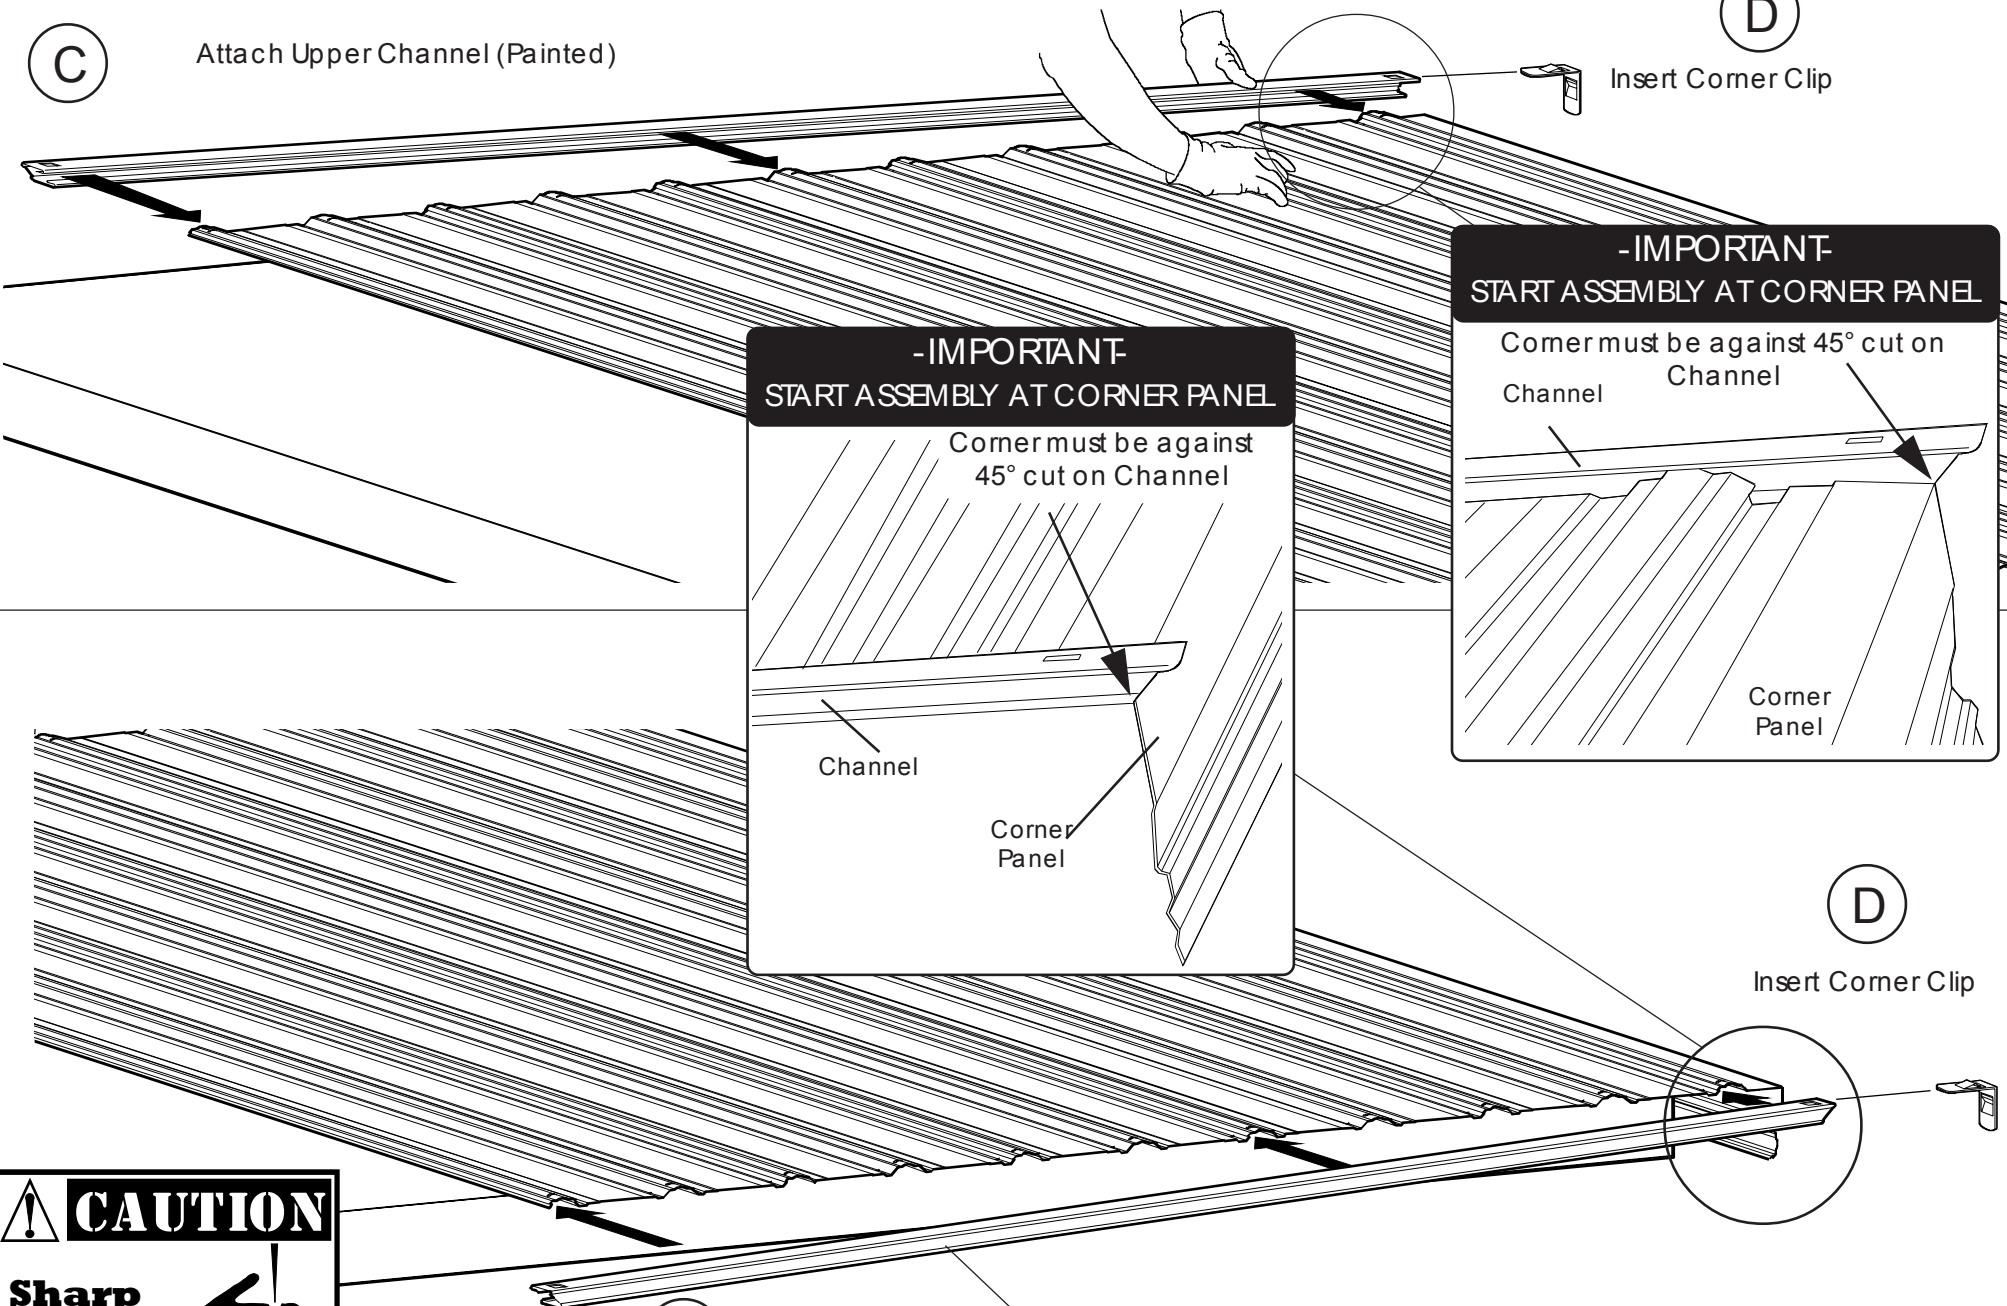 C
Attach Upper Channel (Painted)
D
Insert Corner Clip
-IMPORTANT-
START ASSEMBLY AT CORNER PANEL
Corner must be against 45° cut on
Channel
Channel
Corner
Panel
-IMPORTANT-
START ASSEMBLY AT CORNER PANEL
Corner must be against
45° cut on Channel
Channel
Corner
Panel
D
Insert Corner Clip
CAUTION
Sharp